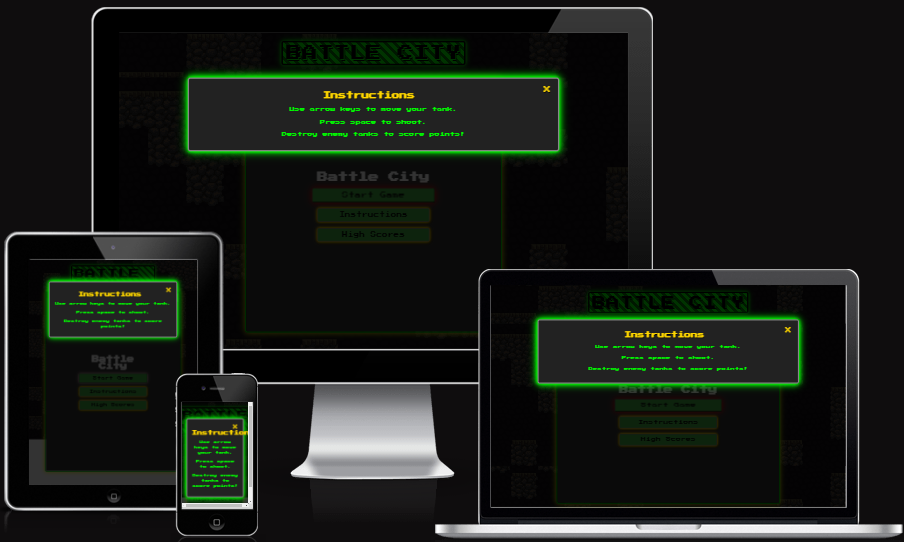 BATTLE CITY
Instructions
×
Use arrow keys to move your tank.
Press space to shoot.
Destroy enemy tanks to score points!
Battle City
Start Game
Instructions
High Scores
BATTLE
Instructions
×
Use arrow keys to move your tank.
Press space to shoot.
Destroy enemy tanks to score
points!
Battle
City
Start Game
Instructions
High Scores
×
Instruction
Use arrow
keys to move
your tank.
Press space
to shoot.
Destroy enemy
tanks to
score points!
BATTLE CITY
Instructions
×
Use arrow keys to move your tank.
Press space to shoot.
Destroy enemy tanks to score points!
Battle City
Start Game
Instructions
High Scores